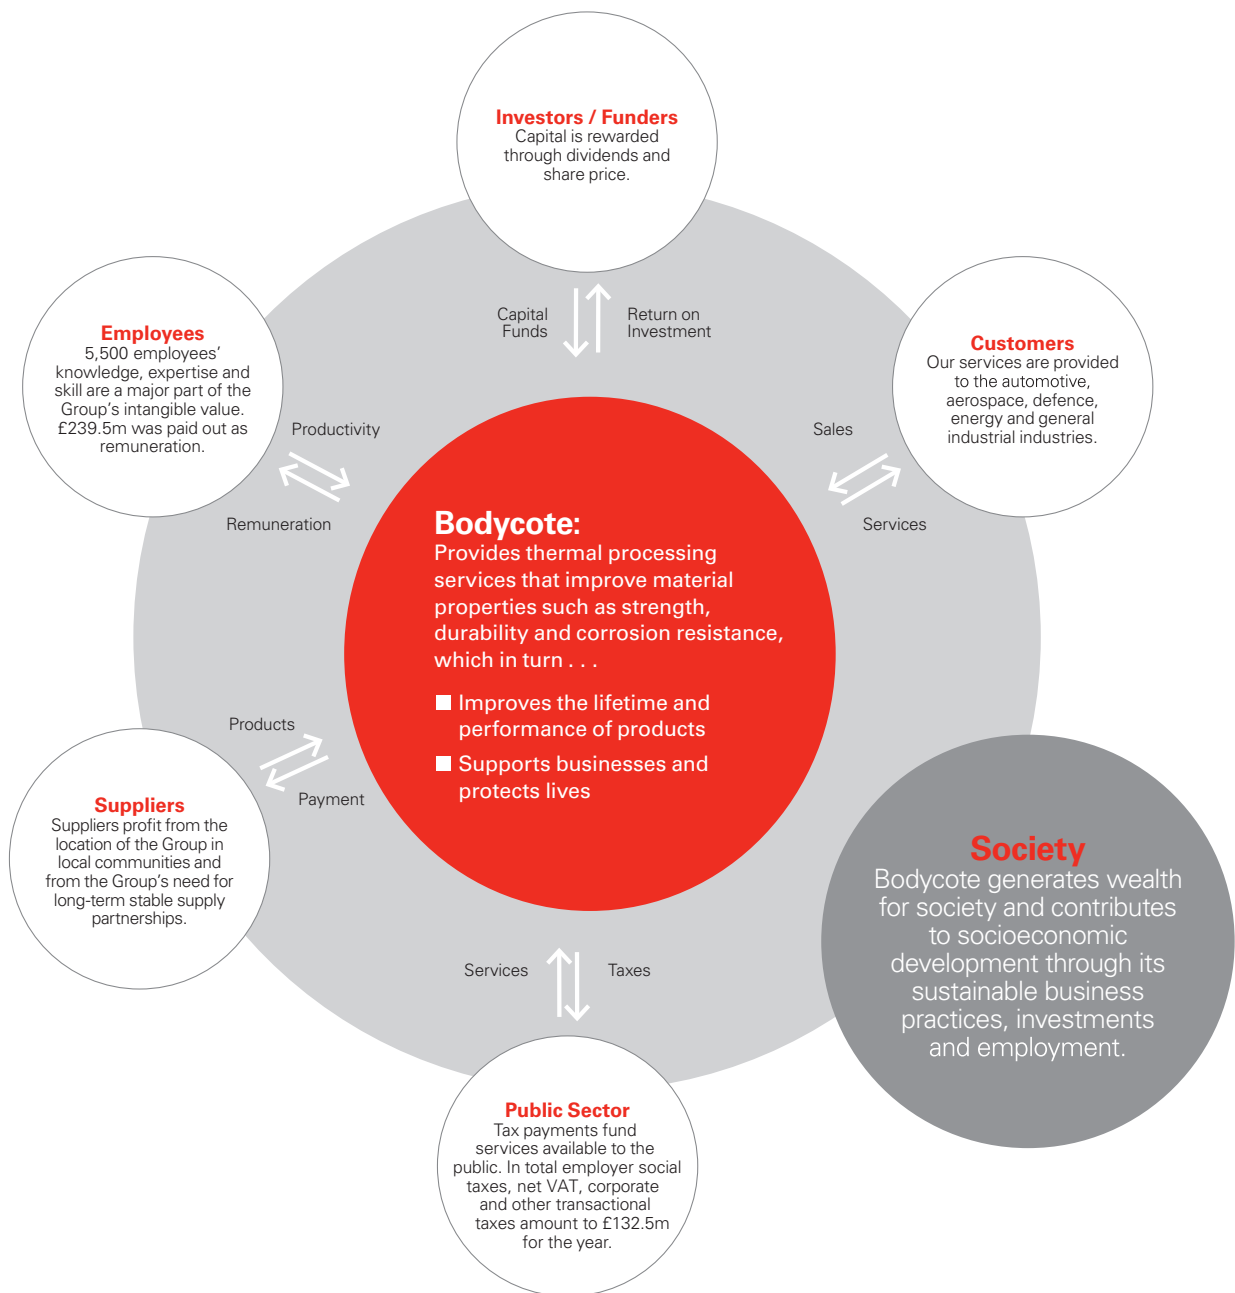 Investors / Funders
Capital is rewarded
through dividends and
share price.
Capital
Funds
Return on
Investment
Employees
5,500 employees’
knowledge, expertise and
skill are a major part of the
Group’s intangible value.
£239.5m was paid out as
remuneration.
Productivity
Remuneration
Customers
Our services are provided
to the automotive,
aerospace, defence,
energy and general
industrial industries.
Sales
Services
Bodycote:
Provides thermal processing
services that improve material
properties such as strength,
durability and corrosion resistance,
which in turn . . .
Improves the lifetime and
performance of products
Supports businesses and
protects lives
Products
Payment
Suppliers
Suppliers profit from the
location of the Group in
local communities and
from the Group’s need for
long-term stable supply
partnerships.
Society
Bodycote generates wealth
for society and contributes
to socioeconomic
development through its
sustainable business
practices, investments
and employment.
Services
Taxes
Public Sector
Tax payments fund
services available to the
public. In total employer social
taxes, net VAT, corporate
and other transactional
taxes amount to £132.5m
for the year.